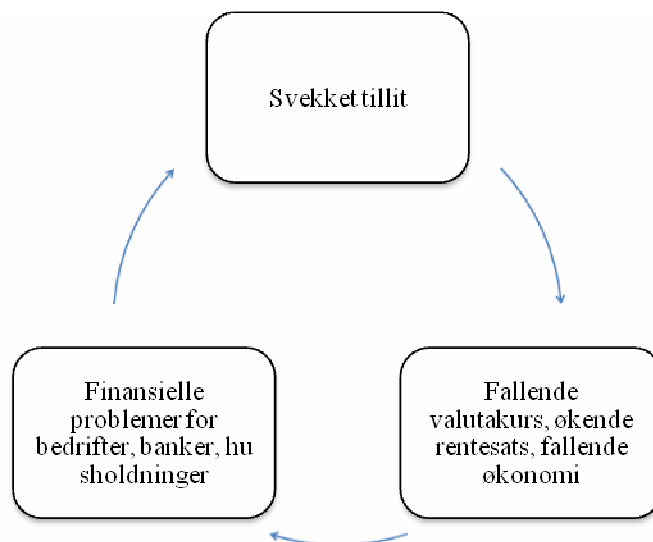 Svekket tillit
Fallende
valutakurs, økende
rentesats, fallende
økonomi
Finansielle
problemer for
bedrifter, banker, hu
sholdninger